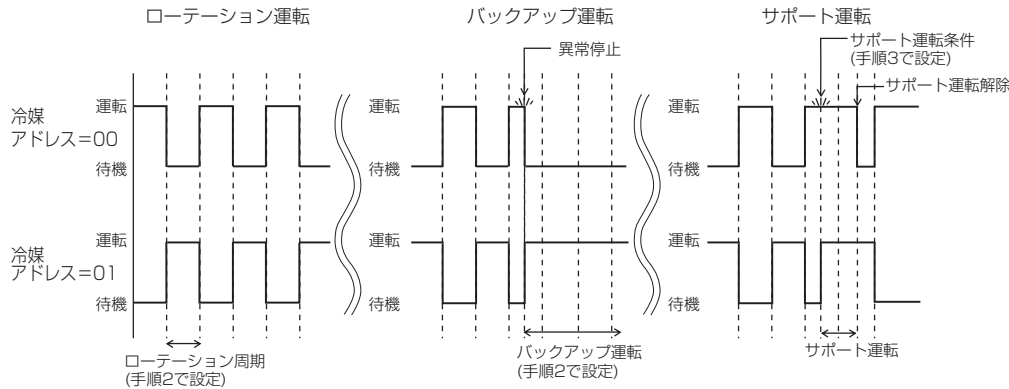 ローテーション運転
バックアップ運転
サポート運転
異常停止
サポート運転条件
(手順3で設定)
サポート運転解除
冷媒
アドレス=00
運転
待機
運転
待機
運転
待機
冷媒
アドレス=01
運転
待機
運転
待機
運転
待機
ローテーション周期
(手順2で設定)
バックアップ運転
(手順2で設定)
サポート運転